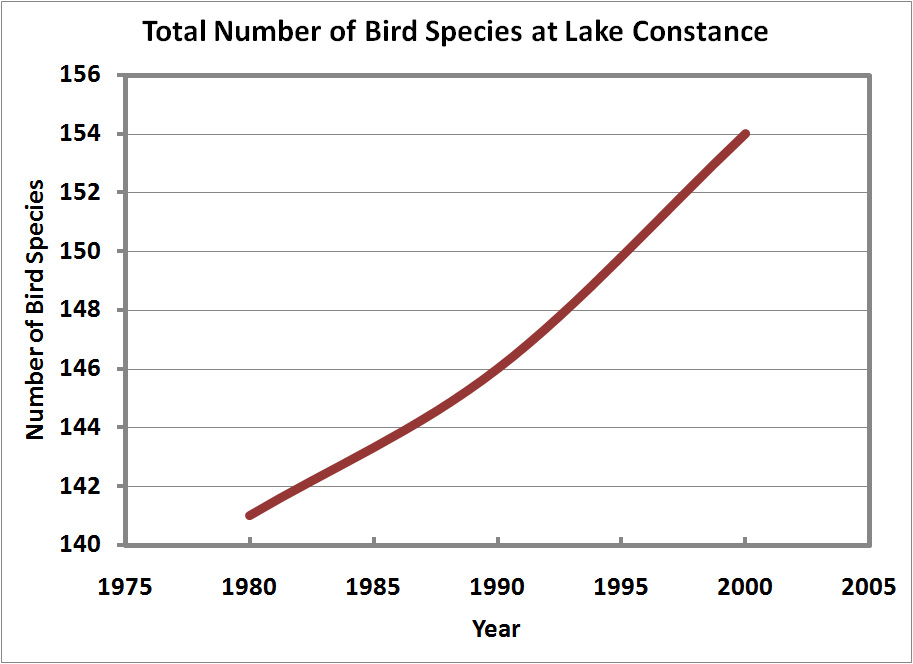 Total Number of Bird Species at Lake Constance
156
154
152
150
148
146
144
142
140
Number of Bird Species
1975 1980 1985 1990 1995 2000 2005
Year